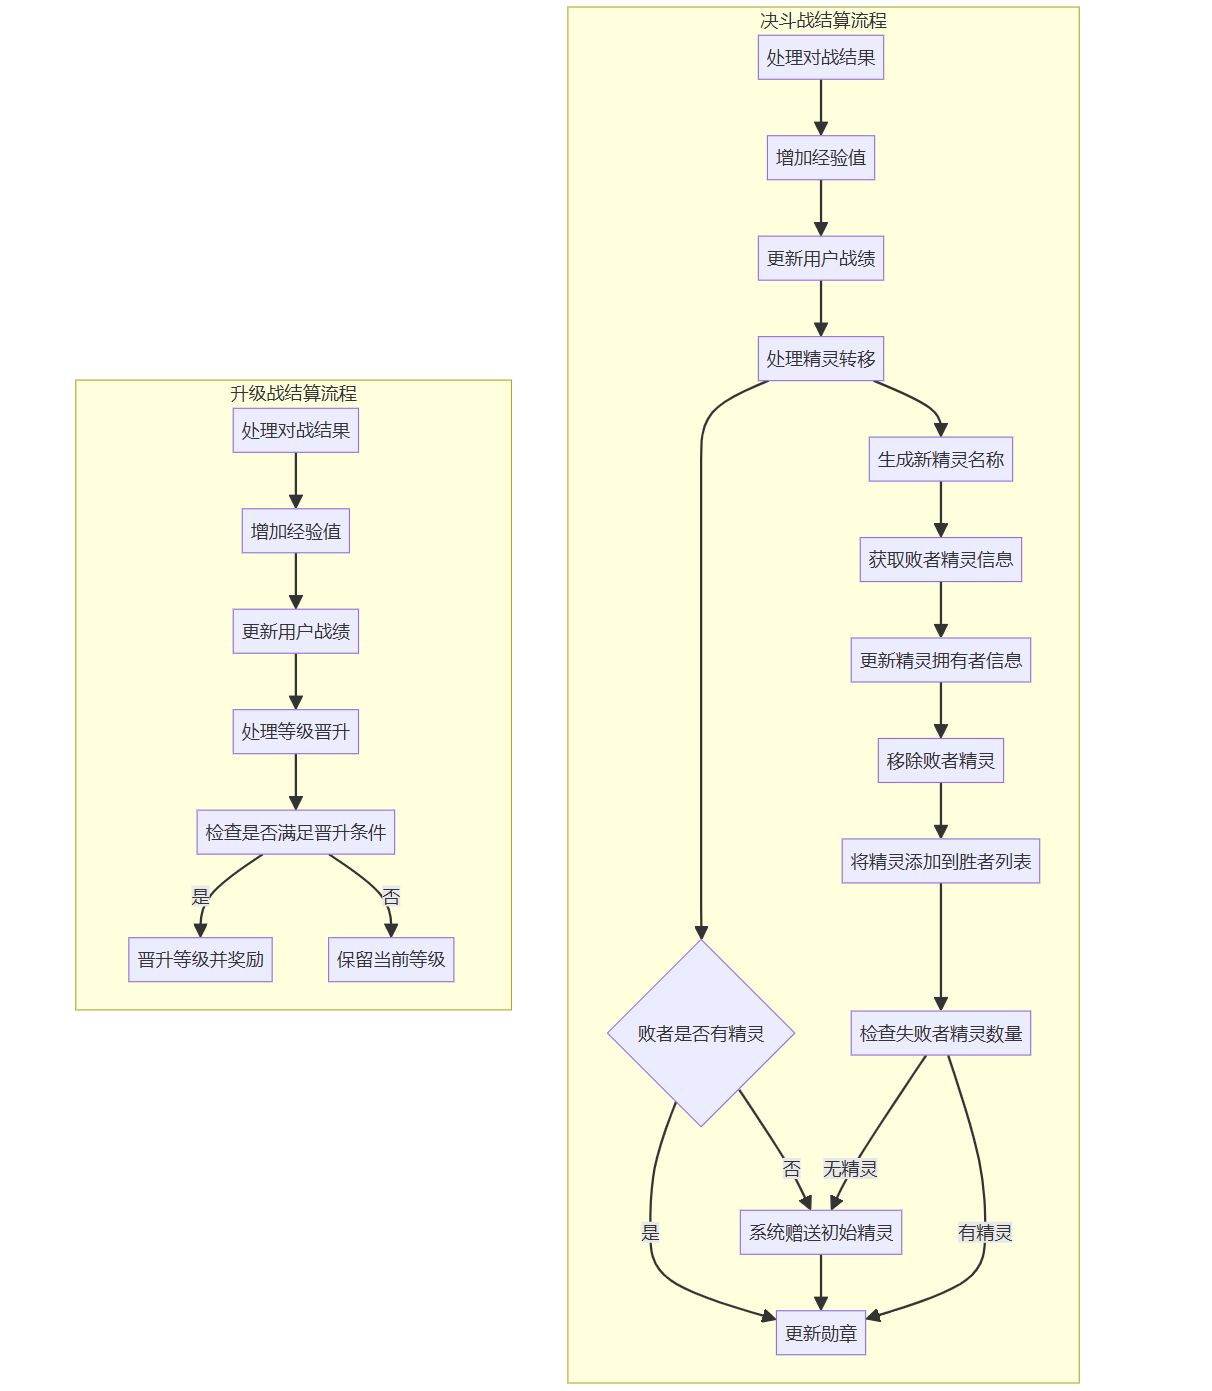 升级战结算流程
处理对战结果
增加经验值
更新用户战绩
处理等级晋升
检查是否满足晋升条件
是
否
晋升等级并奖励
保留当前等级
决斗战结算流程
处理对战结果
增加经验值
更新用户战绩
处理精灵转移
生成新精灵名称
获取败者精灵信息
更新精灵拥有者信息
移除败者精灵
将精灵添加到胜者列表
败者是否有精灵
检查失败者精灵数量
否
无精灵
是
系统赠送初始精灵
有精灵
更新勋章